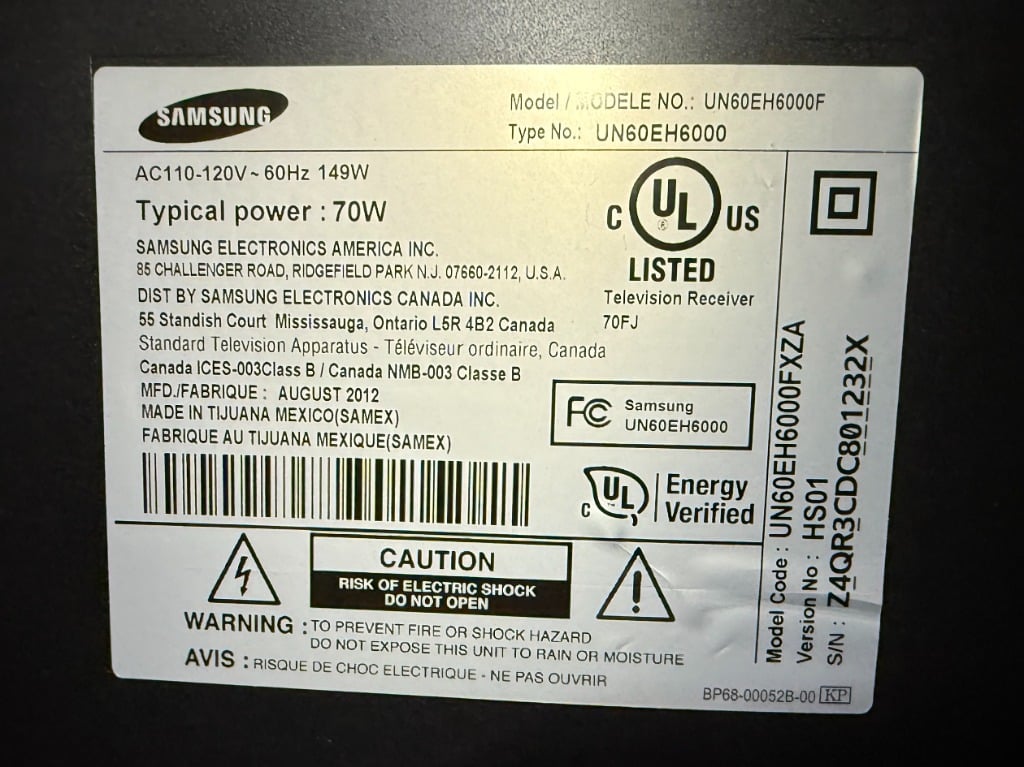 SAMSUNG
Model / MODELE NO.: UN60EH6000F
Type No.: UN60EH6000
AC110-120V~ 60Hz 149W
Typical power : 70W
SAMSUNG ELECTRONICS AMERICA INC.
85 CHALLENGER ROAD, RIDGEFIELD PARK N.J. 07660-2112, U.S.A.
DIST BY SAMSUNG ELECTRONICS CANADA INC.
55 Standish Court Mississauga, Ontario L5R 4B2 Canada
Standard Television Apparatus - Téléviseur ordinaire, Canada
Canada ICES-003Class B / Canada NMB-003 Classe B
MFD./FABRIQUE : AUGUST 2012
MADE IN TIJUANA MEXICO(SAMEX)
FABRIQUE AU TIJUANA MEXIQUE(SAMEX)
C UL US
®
LISTED
Television Receiver
70FJ
FC Samsung
UN60EH6000
C UL Energy
Verified
CAUTION
RISK OF ELECTRIC SHOCK
DO NOT OPEN
WARNING : TO PREVENT FIRE OR SHOCK HAZARD
DO NOT EXPOSE THIS UNIT TO RAIN OR MOISTURE
AVIS : RISQUE DE CHOC ELECTRIQUE - NE PAS OUVRIR
Model Code : UN60EH6000FXZA
Version No : HS01
S/N : Z4QR3CDC801232X
BP68-00052B-00 KP